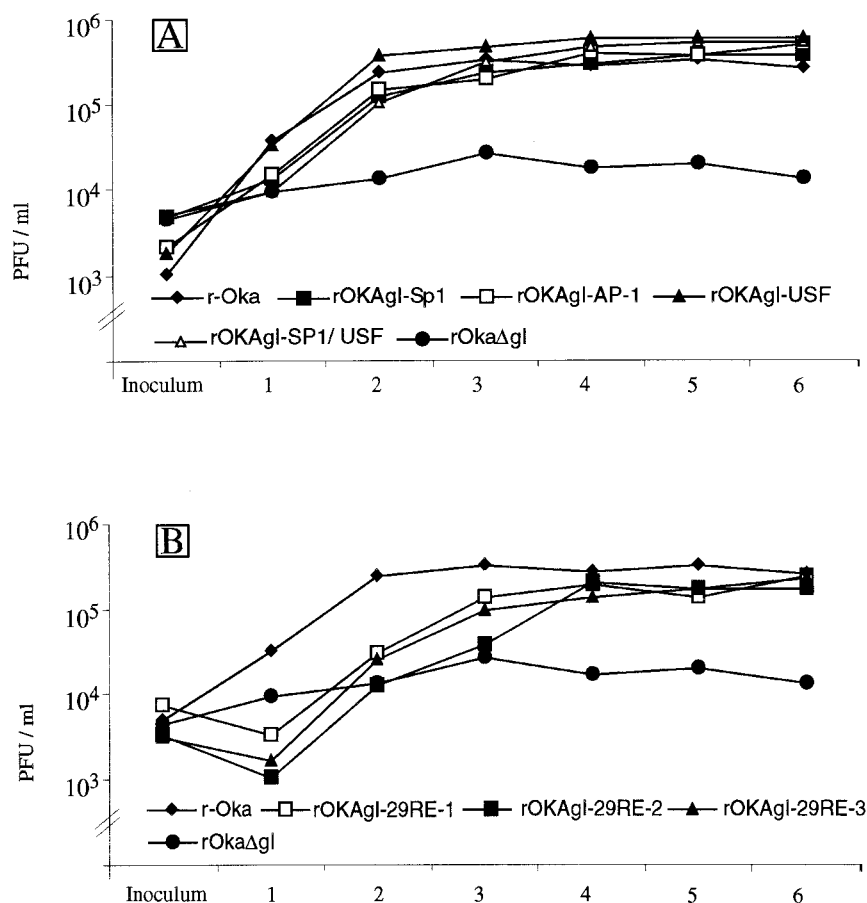 A
10⁶
10⁵
10⁴
10³
PFU / ml
r-Oka rOKAgI-Sp1 rOKAgI-AP-1 rOKAgI-USF
rOKAgI-SP1/ USF rOkaΔgI
Inoculum 1 2 3 4 5 6
B
10⁶
10⁵
10⁴
10³
PFU / ml
r-Oka rOKAgI-29RE-1 rOKAgI-29RE-2 rOKAgI-29RE-3
rOkaΔgI
Inoculum 1 2 3 4 5 6